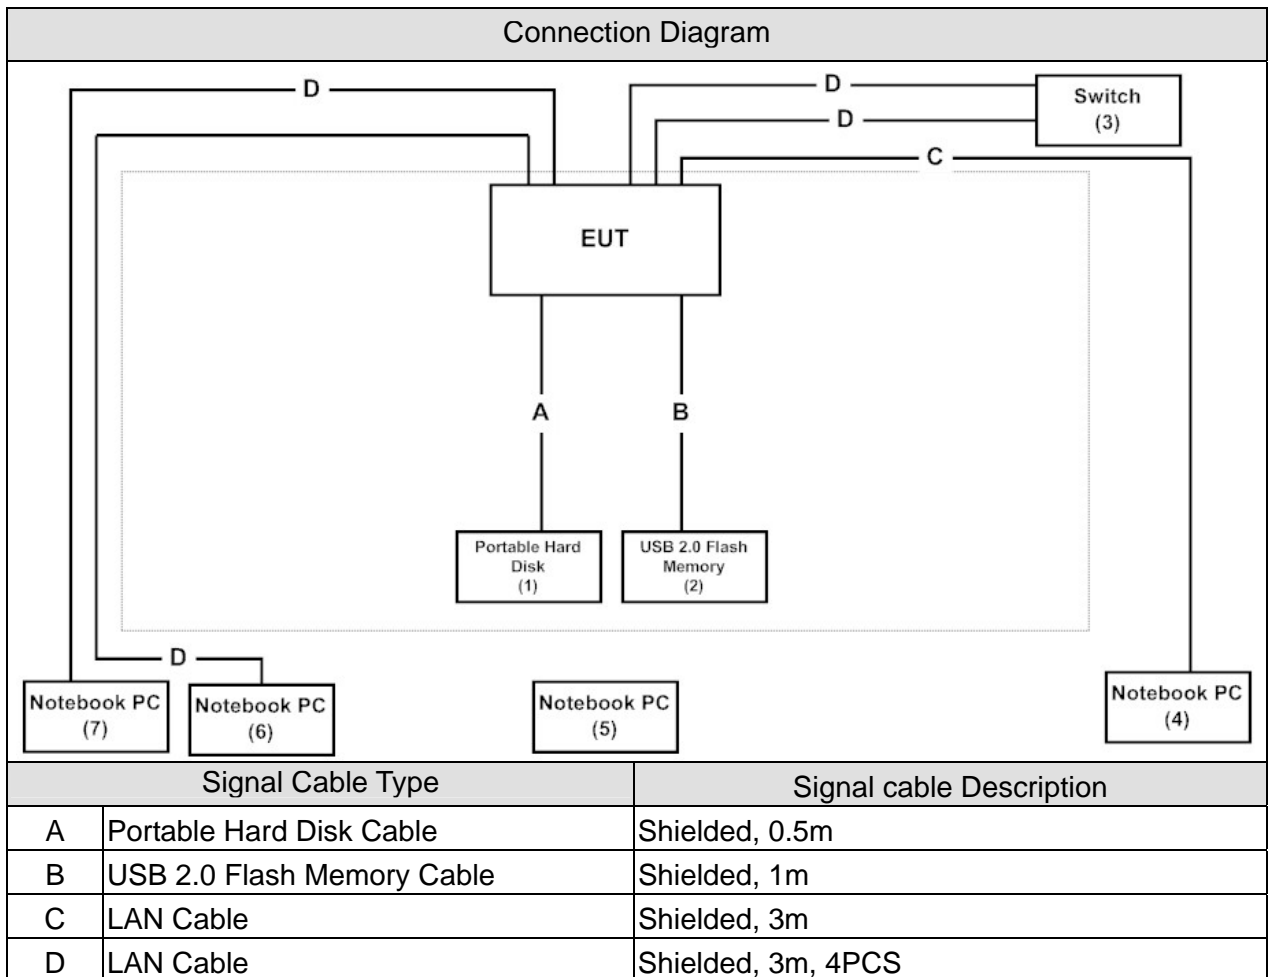 Connection Diagram
D
D
Switch
(3)
D
C
EUT
A
B
Portable Hard
Disk
(1)
USB 2.0 Flash
Memory
(2)
D
Notebook PC
(7)
Notebook PC
(6)
Notebook PC
(5)
Notebook PC
(4)
Signal Cable Type
Signal cable Description
A Portable Hard Disk Cable Shielded, 0.5m
B USB 2.0 Flash Memory Cable Shielded, 1m
C LAN Cable Shielded, 3m
D LAN Cable Shielded, 3m, 4PCS